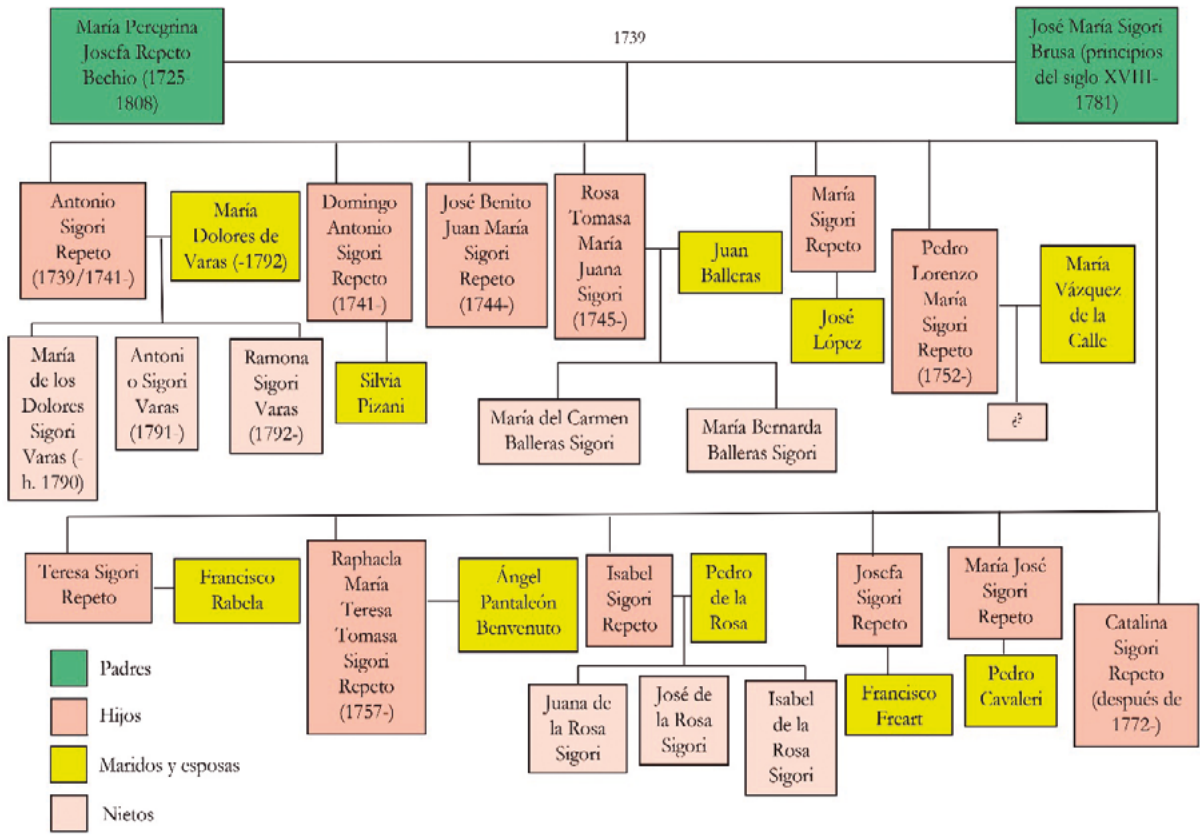 María Peregrina
Josefa Repeto
Bechio (1725-
1808)
1739
José María Sigori
Brusa (principios
del siglo XVIII-
1781)
Antonio
Sigori
Repeto
(1739/1741-)
María
Dolores de
Varas (-1792)
Domingo
Antonio
Sigori
Repeto
(1741-)
José Benito
Juan María
Sigori
Repeto
(1744-)
Rosa
Tomasa
María
Juana
Sigori
(1745-)
Juan
Balleras
María
Sigori
Repeto
José
López
Pedro
Lorenzo
María
Sigori
Repeto
(1752-)
María
Vázquez
de la
Calle
María
de los
Dolores
Sigori
Varas (-
h. 1790)
Antoni
o Sigori
Varas
(1791-)
Ramona
Sigori
Varas
(1792-)
Silvia
Pizani
María del Carmen
Balleras Sigori
María Bernarda
Balleras Sigori
¿?
Teresa Sigori
Repeto
Francisco
Rabela
Raphaela
María
Teresa
Tomasa
Sigori
Repeto
(1757-)
Ángel
Pantaleón
Benvenuto
Isabel
Sigori
Repeto
Pedro
de la
Rosa
Josefa
Sigori
Repeto
María José
Sigori
Repeto
Catalina
Sigori
Repeto
(después de
1772-)
Juana de
la Rosa
Sigori
José de
la Rosa
Sigori
Isabel
de la
Rosa
Sigori
Francisco
Freart
Pedro
Cavaleri
Padres
Hijos
Maridos y esposas
Nietos